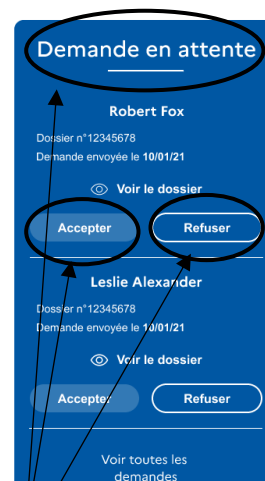 Demande en attente
Robert Fox
Dossier n°12345678
Demande envoyée le 10/01/21
Voir le dossier
Accepter Refuser
Leslie Alexander
Dossier n°12345678
Demande envoyée le 10/01/21
Voir le dossier
Accepter Refuser
Voir toutes les
demandes